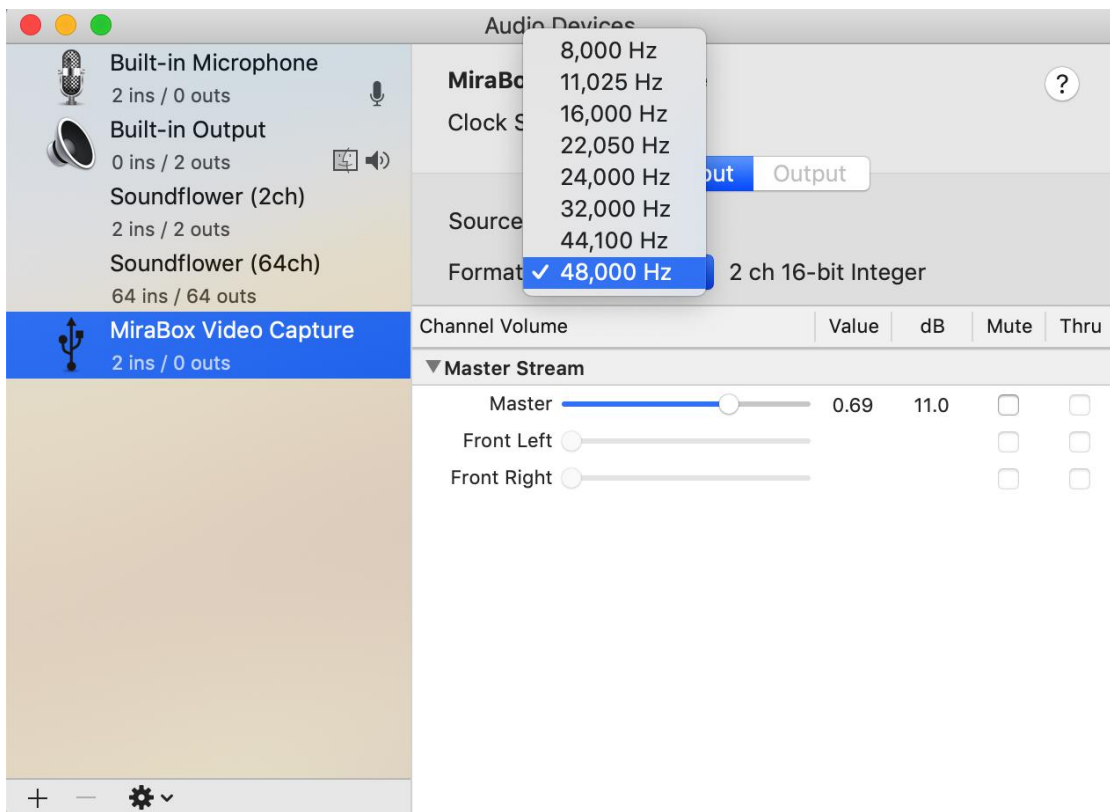 Audio Devices
Built-in Microphone
2 ins / 0 outs
Built-in Output
0 ins / 2 outs
Soundflower (2ch)
2 ins / 2 outs
Soundflower (64ch)
64 ins / 64 outs
MiraBox Video Capture
2 ins / 0 outs
MiraBo
?
Clock S
8,000 Hz
11,025 Hz
16,000 Hz
22,050 Hz
24,000 Hz
32,000 Hz
44,100 Hz
✓ 48,000 Hz
put Output
Source
Format 2 ch 16-bit Integer
Channel Volume Value dB Mute Thru
▼Master Stream
Master 0.69 11.0
Front Left
Front Right